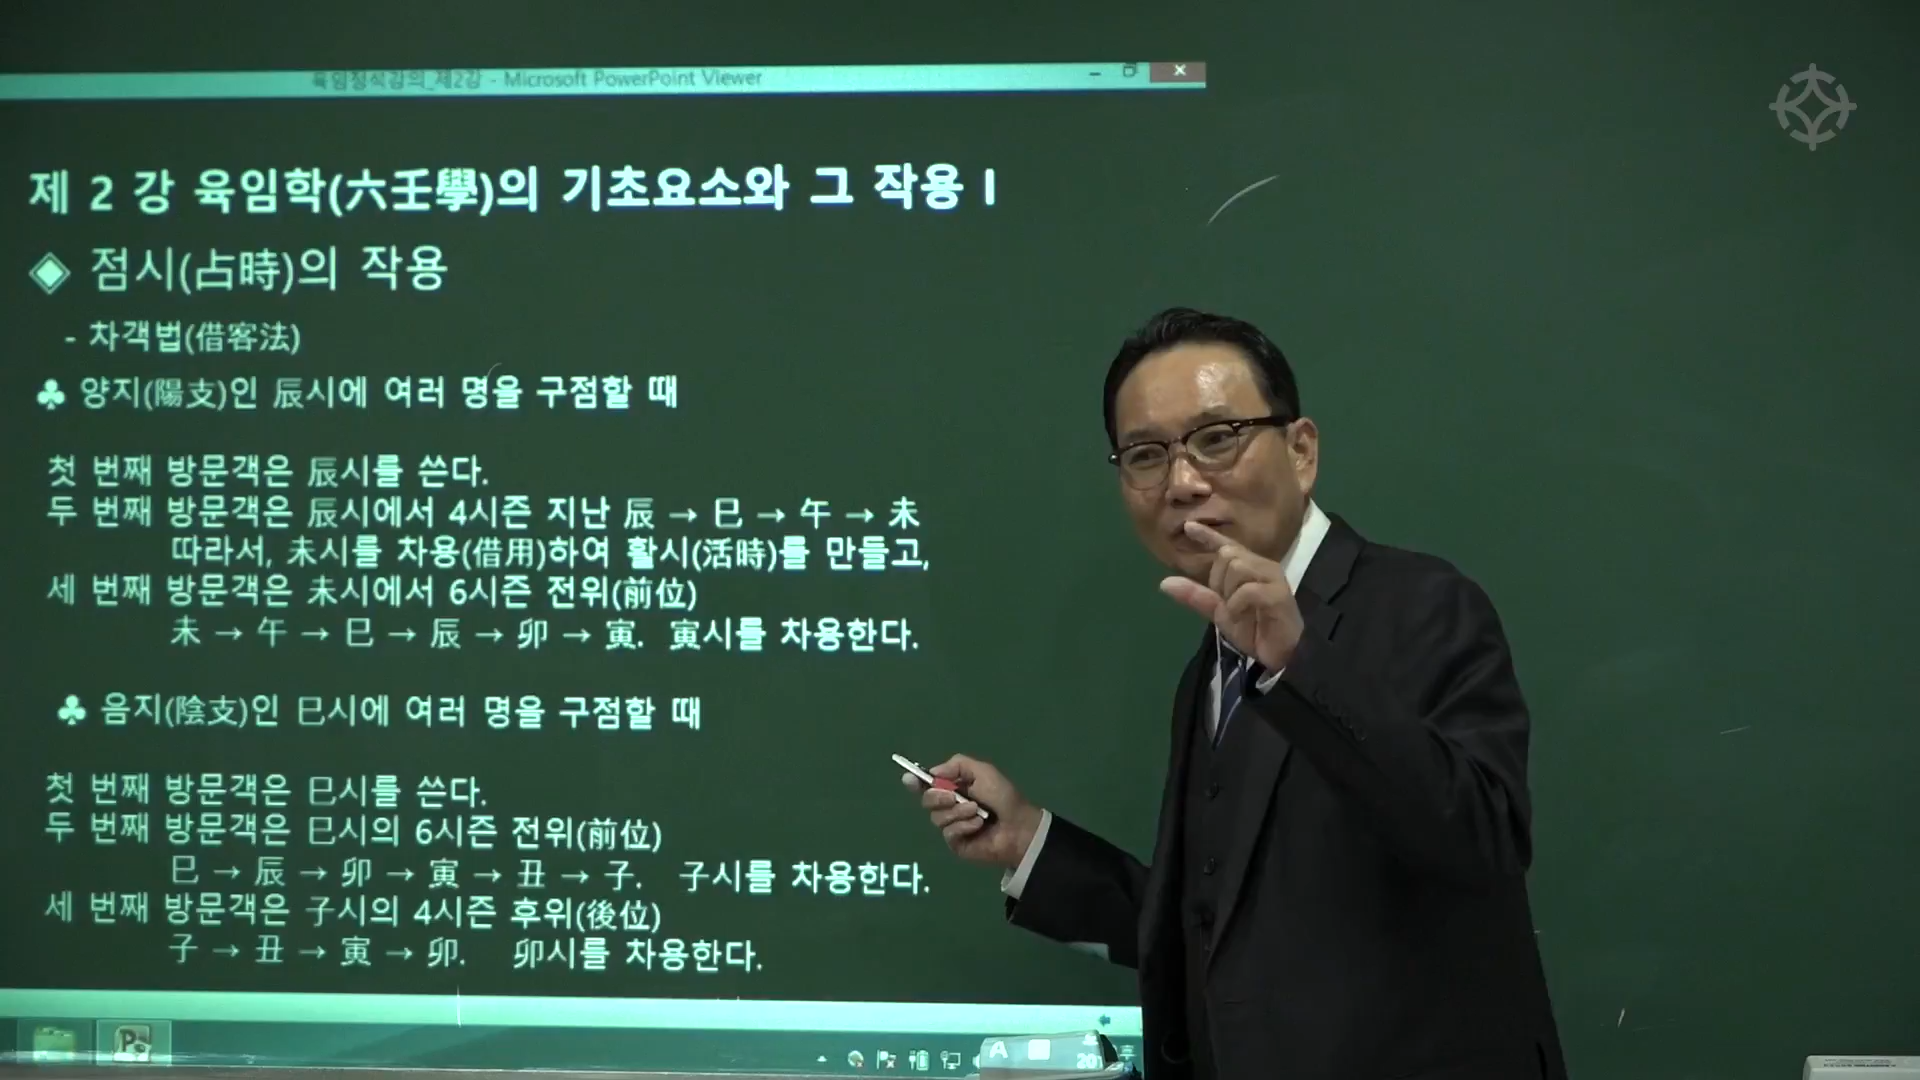 육임정석강의_제2강 - Microsoft PowerPoint Viewer
제 2 강 육임학(六壬學)의 기초요소와 그 작용 I
◈ 점시(占時)의 작용
- 차객법(借客法)
♣ 양지(陽支)인 辰시에 여러 명을 구점할 때
첫 번째 방문객은 辰시를 쓴다.
두 번째 방문객은 辰시에서 4시즌 지난 辰 → 巳 → 午 → 未
따라서, 未시를 차용(借用)하여 활시(活時)를 만들고,
세 번째 방문객은 未시에서 6시즌 전위(前位)
未 → 午 → 巳 → 辰 → 卯 → 寅. 寅시를 차용한다.
♣ 음지(陰支)인 巳시에 여러 명을 구점할 때
첫 번째 방문객은 巳시를 쓴다.
두 번째 방문객은 巳시의 6시즌 전위(前位)
巳 → 辰 → 卯 → 寅 → 丑 → 子. 子시를 차용한다.
세 번째 방문객은 子시의 4시즌 후위(後位)
子 → 丑 → 寅 → 卯. 卯시를 차용한다.
A